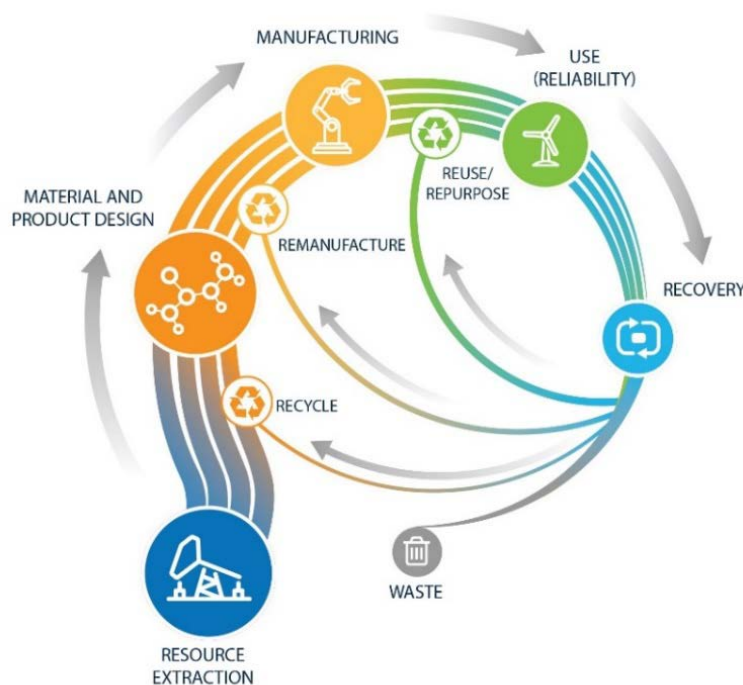 MANUFACTURING
USE
(RELIABILITY)
MATERIAL AND
PRODUCT DESIGN
REUSE/
REPURPOSE
REMANUFACTURE
RECOVERY
RECYCLE
WASTE
RESOURCE
EXTRACTION